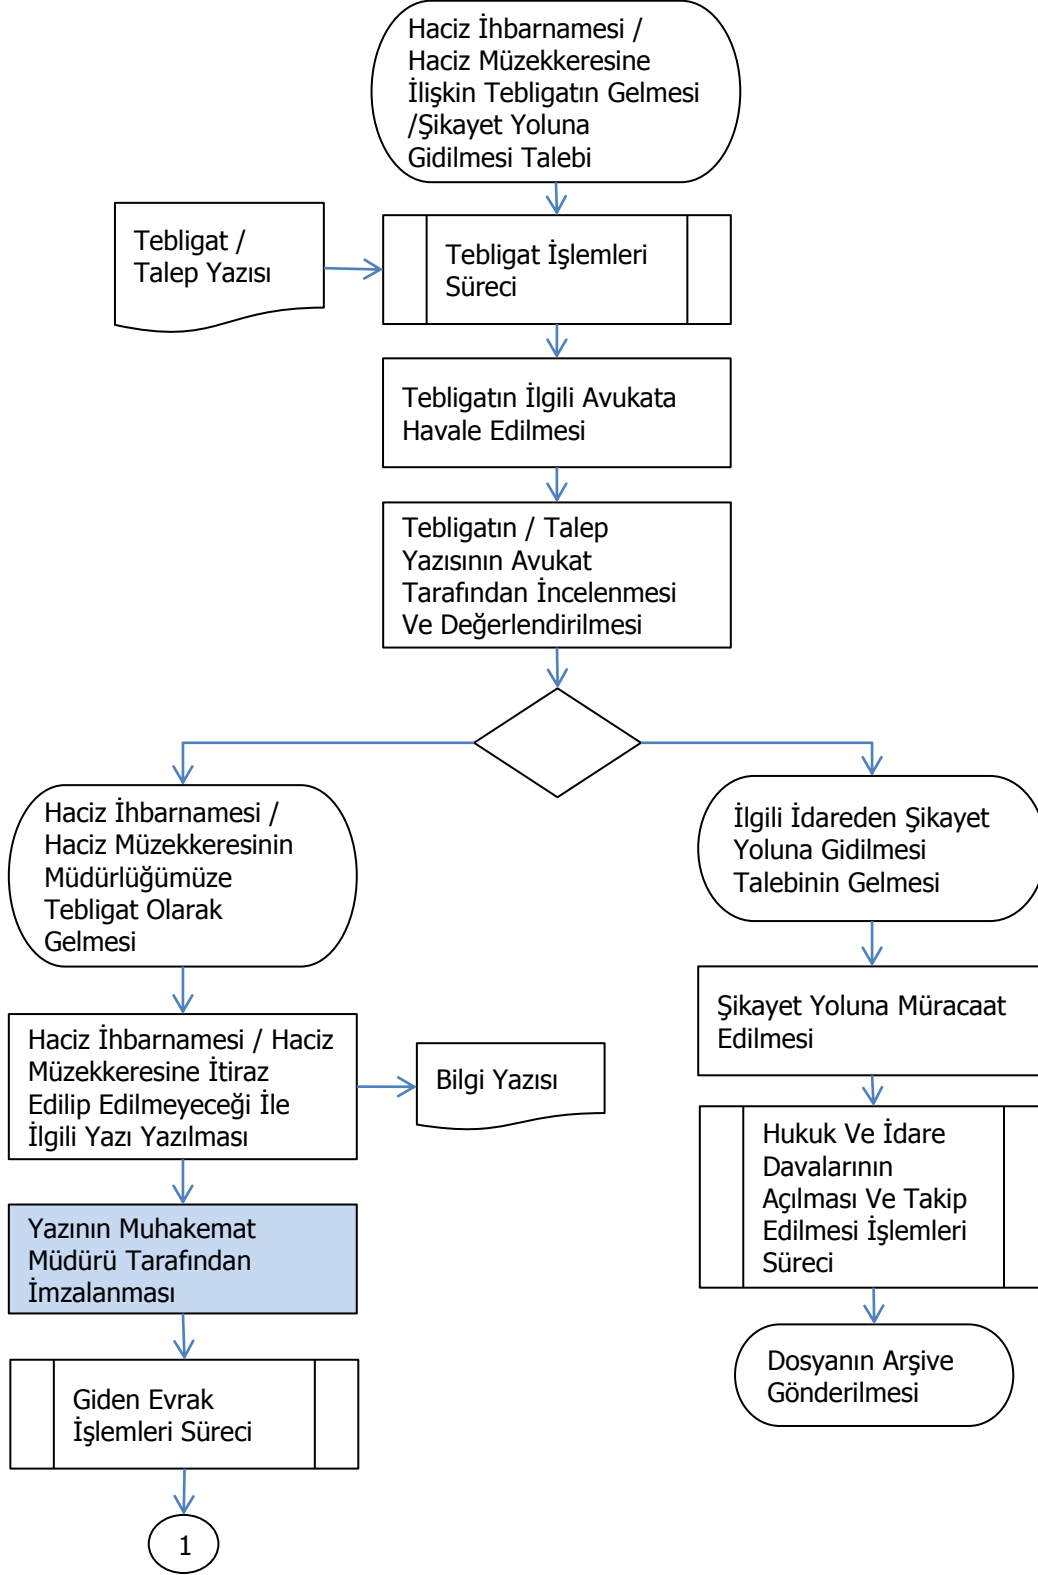 Haciz İhbarnamesi /
Haciz Müzekkeresine
İlişkin Tebligatın Gelmesi
/Şikayet Yoluna
Gidilmesi Talebi
Tebligat /
Talep Yazısı
Tebligat İşlemleri
Süreci
Tebligatın İlgili Avukata
Havale Edilmesi
Tebligatın / Talep
Yazısının Avukat
Tarafından İncelenmesi
Ve Değerlendirilmesi
Haciz İhbarnamesi /
Haciz Müzekkeresinin
Müdürlüğümüze
Tebligat Olarak
Gelmesi
İlgili İdareden Şikayet
Yoluna Gidilmesi
Talebinin Gelmesi
Haciz İhbarnamesi / Haciz
Müzekkeresine İtiraz
Edilip Edilmeyeceği İle
İlgili Yazı Yazılması
Bilgi Yazısı
Şikayet Yoluna Müracaat
Edilmesi
Yazının Muhakemat
Müdürü Tarafından
İmzalanması
Hukuk Ve İdare
Davalarının
Açılması Ve Takip
Edilmesi İşlemleri
Süreci
Giden Evrak
İşlemleri Süreci
Dosyanın Arşive
Gönderilmesi
1